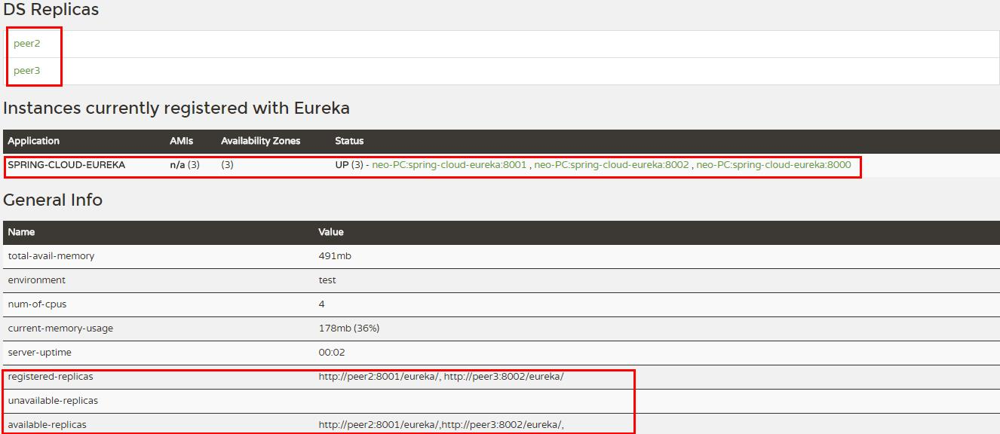 DS Replicas
peer2
peer3
Instances currently registered with Eureka
Application AMIs Availability Zones Status
SPRING-CLOUD-EUREKA n/a (3) (3) UP (3) - neo-PC:spring-cloud-eureka:8001 , neo-PC:spring-cloud-eureka:8002 , neo-PC:spring-cloud-eureka:8000
General Info
Name Value
total-avail-memory 491mb
environment test
num-of-cpus 4
current-memory-usage 178mb (36%)
server-uptime 00:02
registered-replicas http://peer2:8001/eureka/, http://peer3:8002/eureka/
unavailable-replicas
available-replicas http://peer2:8001/eureka/,http://peer3:8002/eureka/,